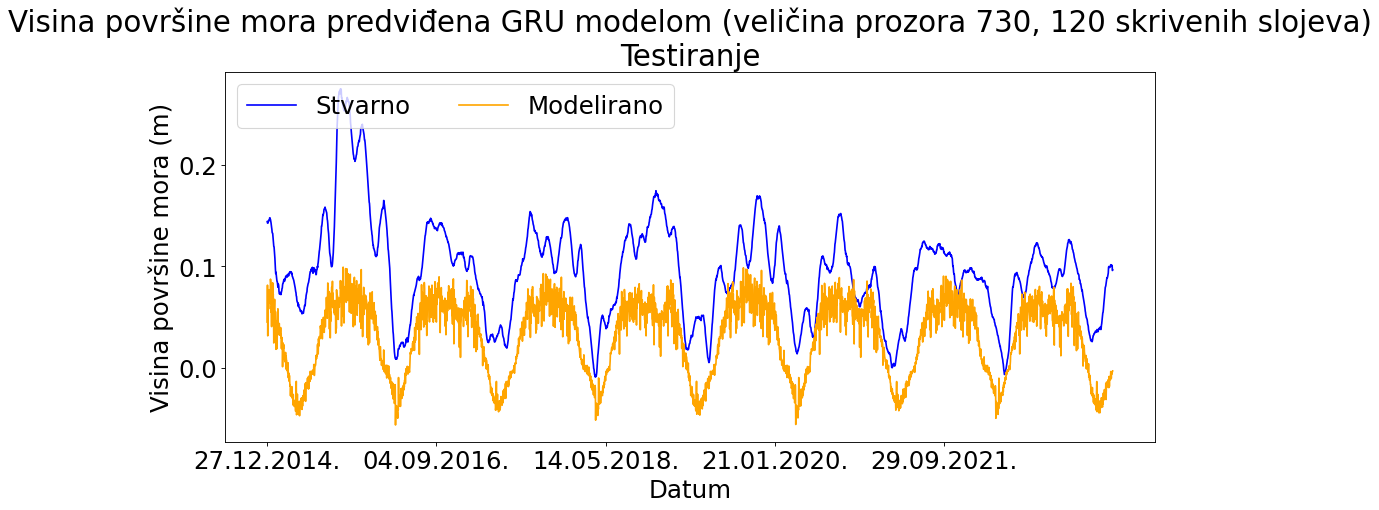 Visina površine mora predviđena GRU modelom (veličina prozora 730, 120 skrivenih slojeva)
Testiranje
Stvarno Modelirano
Visina površine mora (m)
0.2
0.1
0.0
27.12.2014. 04.09.2016. 14.05.2018. 21.01.2020. 29.09.2021.
Datum